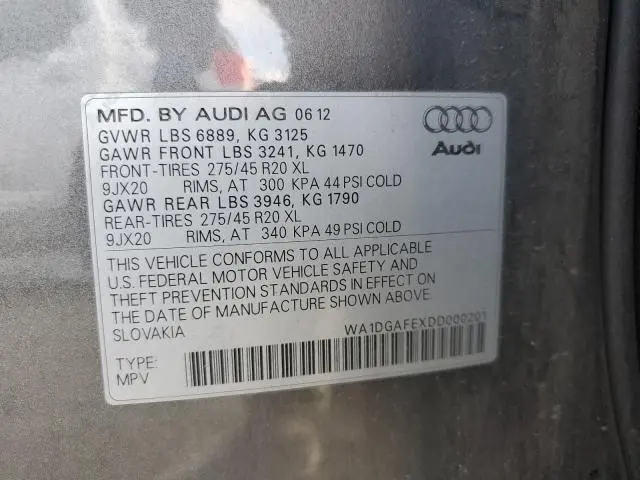 MFD. BY AUDI AG 06 12
GVWR LBS 6889, KG 3125
GAWR FRONT LBS 3241, KG 1470
FRONT-TIRES 275/45 R20 XL
9JX20 RIMS, AT 300 KPA 44 PSI COLD
GAWR REAR LBS 3946, KG 1790
REAR-TIRES 275/45 R20 XL
9JX20 RIMS, AT 340 KPA 49 PSI COLD
Audi
THIS VEHICLE CONFORMS TO ALL APPLICABLE
U.S. FEDERAL MOTOR VEHICLE SAFETY AND
THEFT PREVENTION STANDARDS IN EFFECT ON
THE DATE OF MANUFACTURE SHOWN ABOVE.
SLOVAKIA
WA1DGAFEXDD000201
TYPE:
MPV